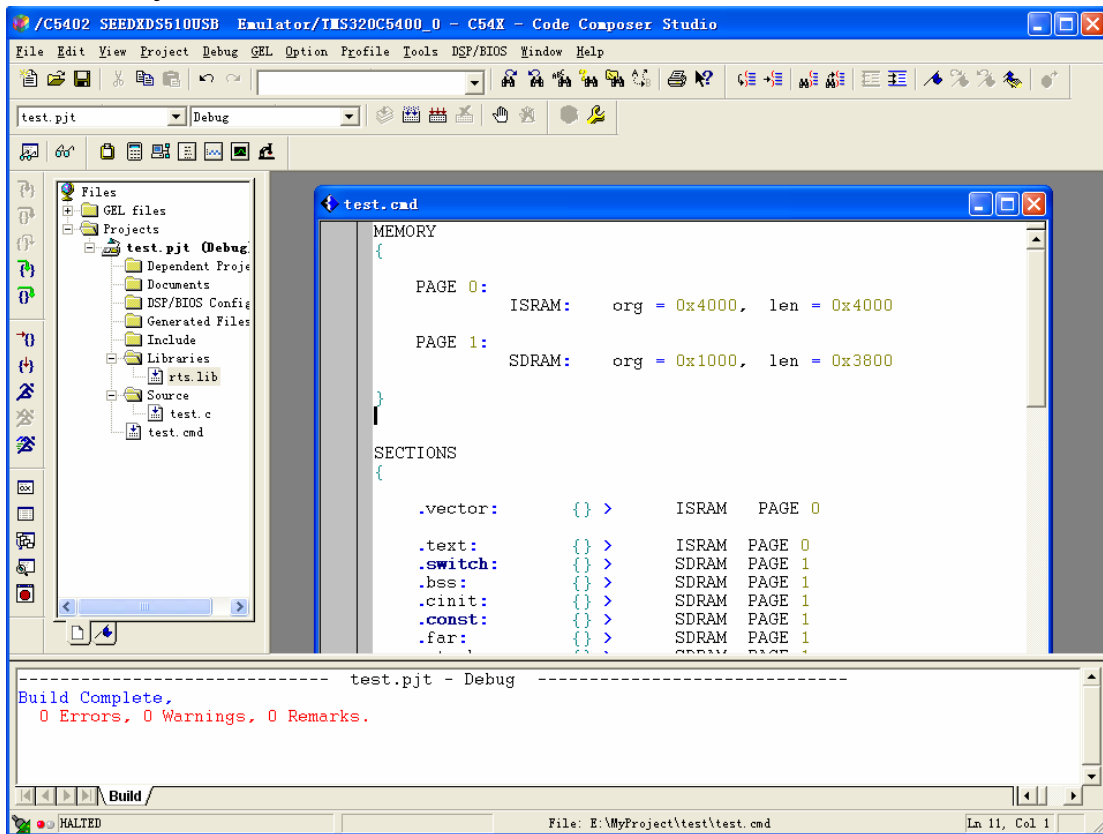 /C5402 SEEDXDS510USB Emulator/TMS320C5400_0 - C54X - Code Composer Studio
File Edit View Project Debug GEL Option Profile Tools DSP/BIOS Window Help
test.pjt Debug
Files
GEL files
Projects
test.pjt (Debug
Dependent Proje
Documents
DSP/BIOS Config
Generated Files
Include
Libraries
rts.lib
Source
test.c
test.cmd
test.cmd
MEMORY
{
PAGE 0:
ISRAM: org = 0x4000, len = 0x4000
PAGE 1:
SDRAM: org = 0x1000, len = 0x3800
}
SECTIONS
{
.vector: {} > ISRAM PAGE 0
.text: {} > ISRAM PAGE 0
.switch: {} > SDRAM PAGE 1
.bss: {} > SDRAM PAGE 1
.cinit: {} > SDRAM PAGE 1
.const: {} > SDRAM PAGE 1
.far: {} > SDRAM PAGE 1
------------------------------ test.pjt - Debug ------------------------------
Build Complete,
0 Errors, 0 Warnings, 0 Remarks.
Build
HALTED File: E:\MyProject\test\test.cmd Ln 11, Col 1